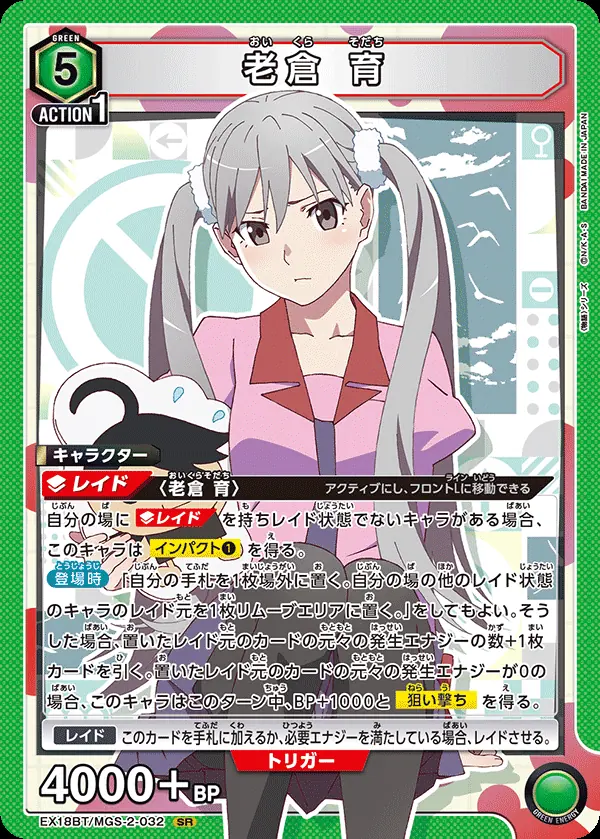 GREEN
5
ACTION1
おいくらそだち
老倉 育
BANDAI MADE IN JAPAN
©N/K・A・S
〈物語〉シリーズ
キャラクター
レイド 〈老倉 育〉 アクティブにし、フロントLに移動できる
自分の場に レイド を持ちレイド状態でないキャラがある場合、
このキャラは インパクト❶ を得る。
登場時 「自分の手札を1枚場外に置く。自分の場の他のレイド状態
のキャラのレイド元を1枚リムーブエリアに置く。」をしてもよい。そう
した場合、置いたレイド元のカードの元々の発生エナジーの数+1枚
カードを引く。置いたレイド元のカードの元々の発生エナジーが0の
場合、このキャラはこのターン中、BP+1000と 狙い撃ち を得る。
レイド このカードを手札に加えるか、必要エナジーを満たしている場合、レイドさせる。
トリガー
4000+BP
GREEN ENERGY
EX18BT/MGS-2-032 SR